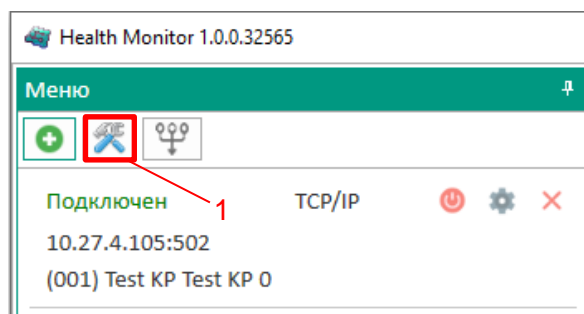 Health Monitor 1.0.0.32565
Меню
1
Подключен TCP/IP
10.27.4.105:502
(001) Test KP Test KP 0